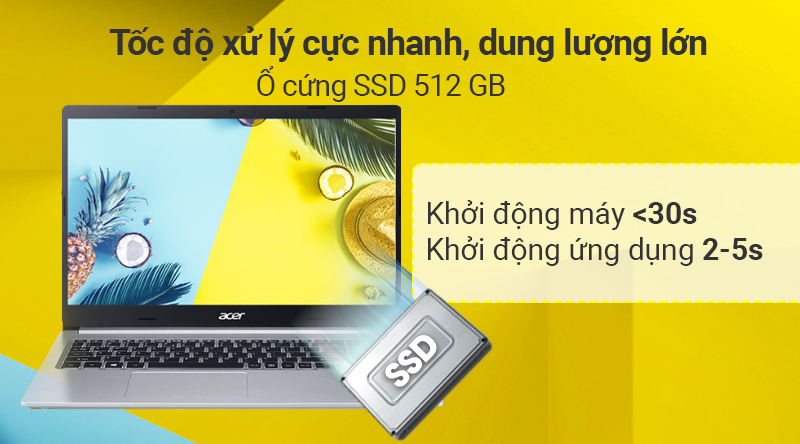 Tốc độ xử lý cực nhanh, dung lượng lớn
Ổ cứng SSD 512 GB
Khởi động máy <30s
Khởi động ứng dụng 2-5s
acer
SSD